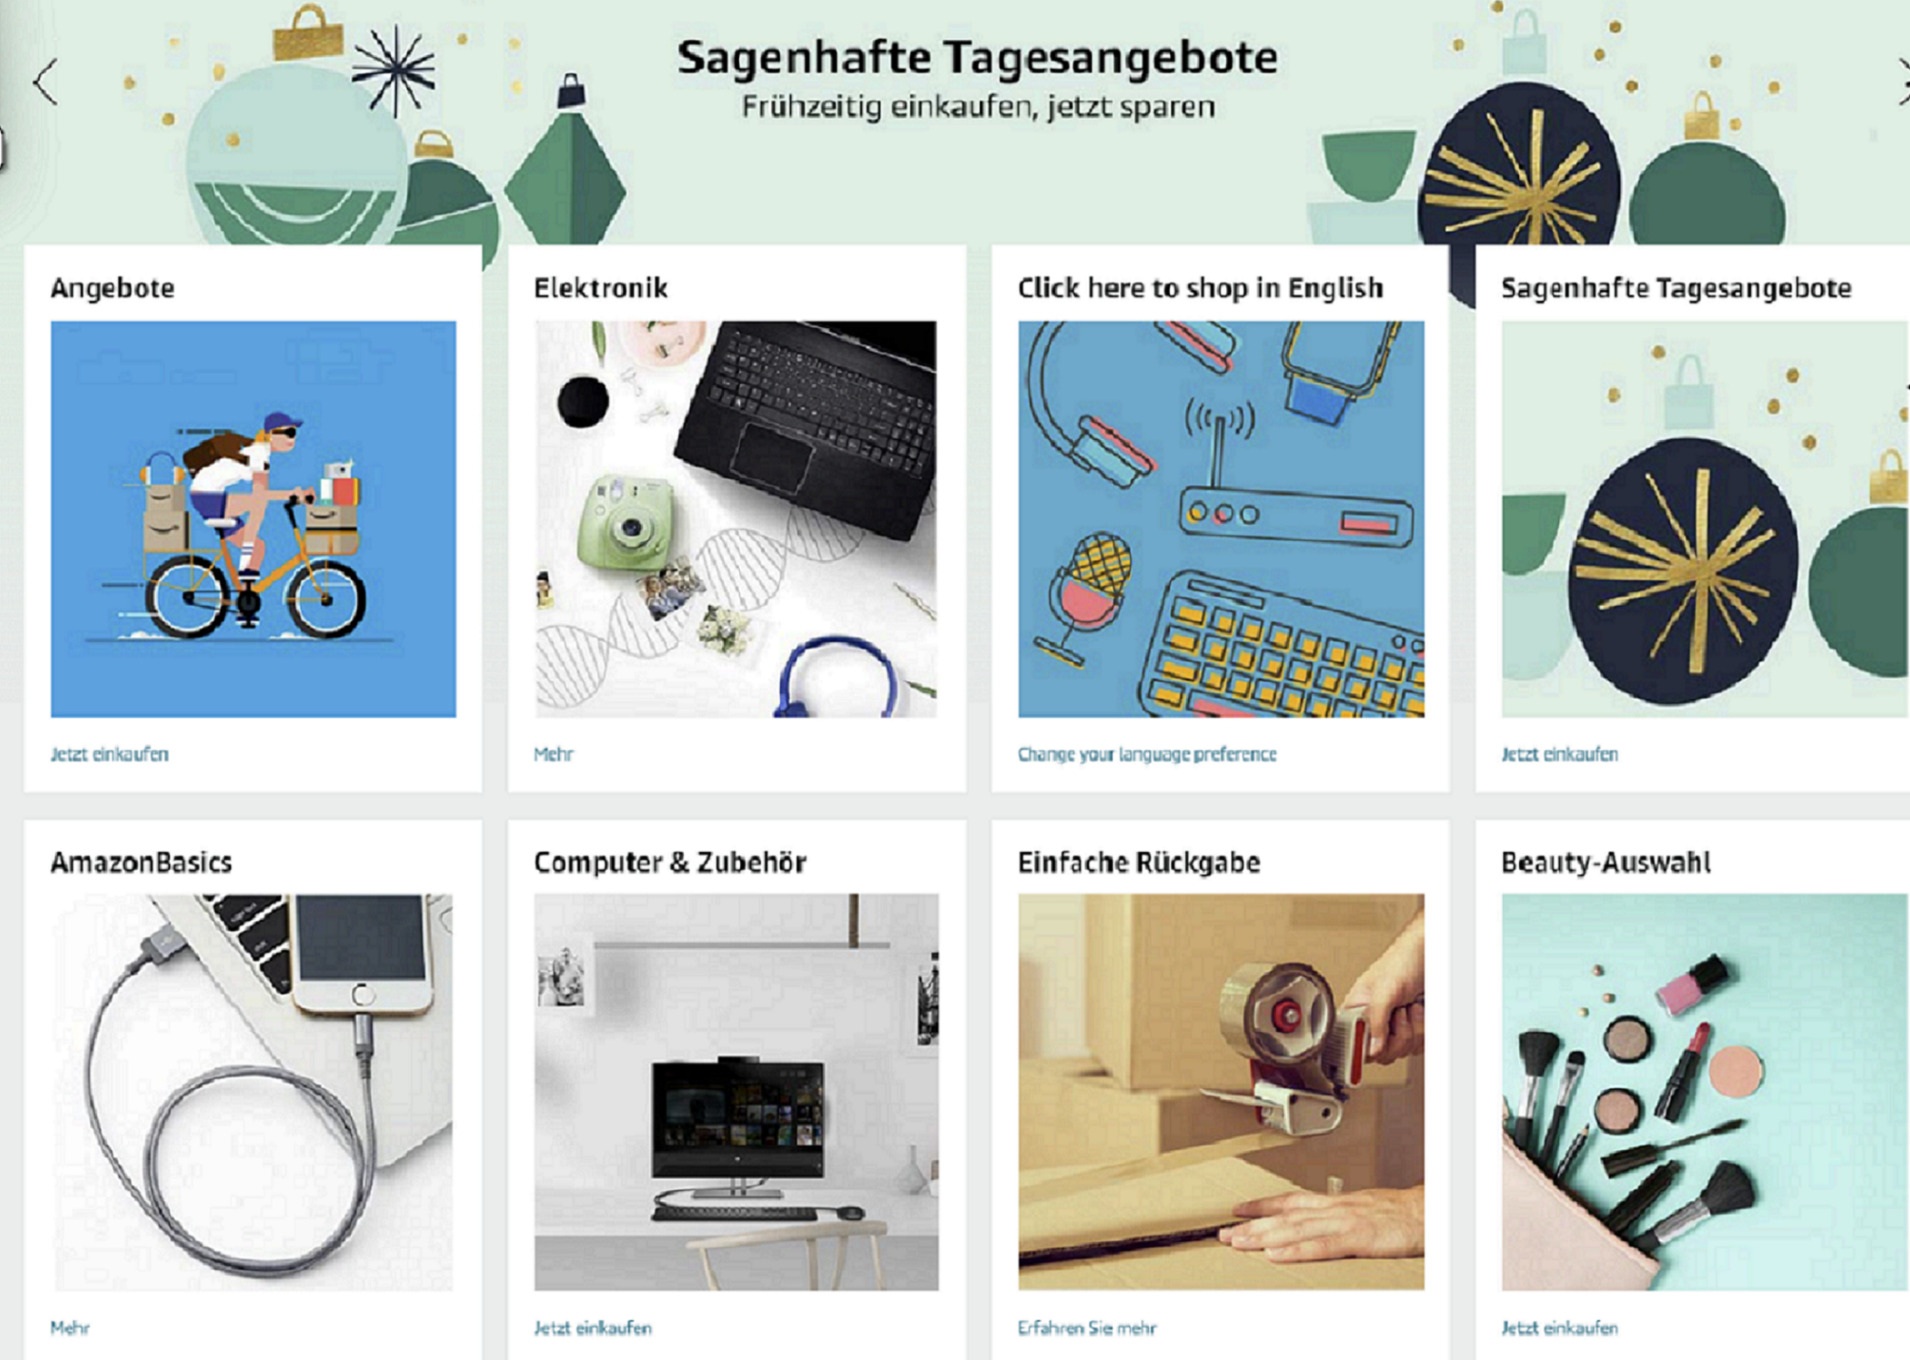 Sagenhafte Tagesangebote
Frühzeitig einkaufen, jetzt sparen
Angebote
Elektronik
Click here to shop in English
Sagenhafte Tagesangebote
Jetzt einkaufen
Mehr
Change your language preference
Jetzt einkaufen
AmazonBasics
Computer & Zubehör
Einfache Rückgabe
Beauty-Auswahl
Mehr
Jetzt einkaufen
Erfahren Sie mehr
Jetzt einkaufen